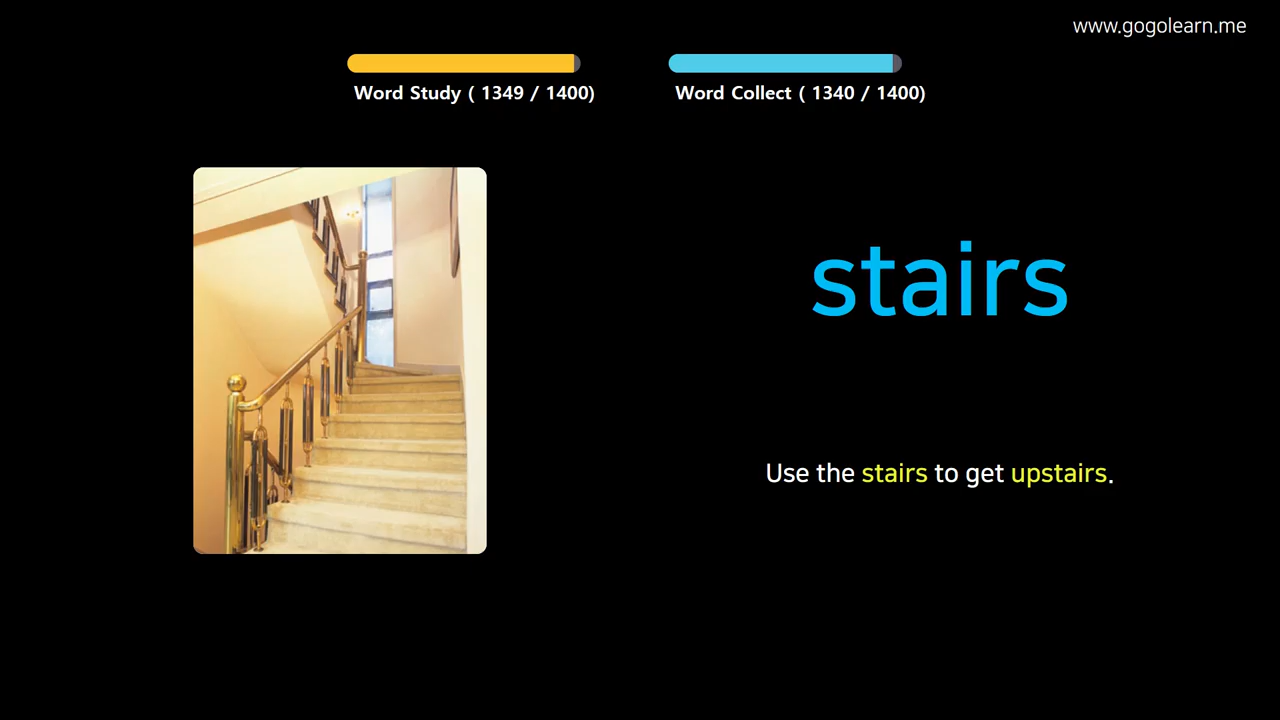 www.gogolearn.me
Word Study ( 1349 / 1400)
Word Collect ( 1340 / 1400)
stairs
Use the stairs to get upstairs.